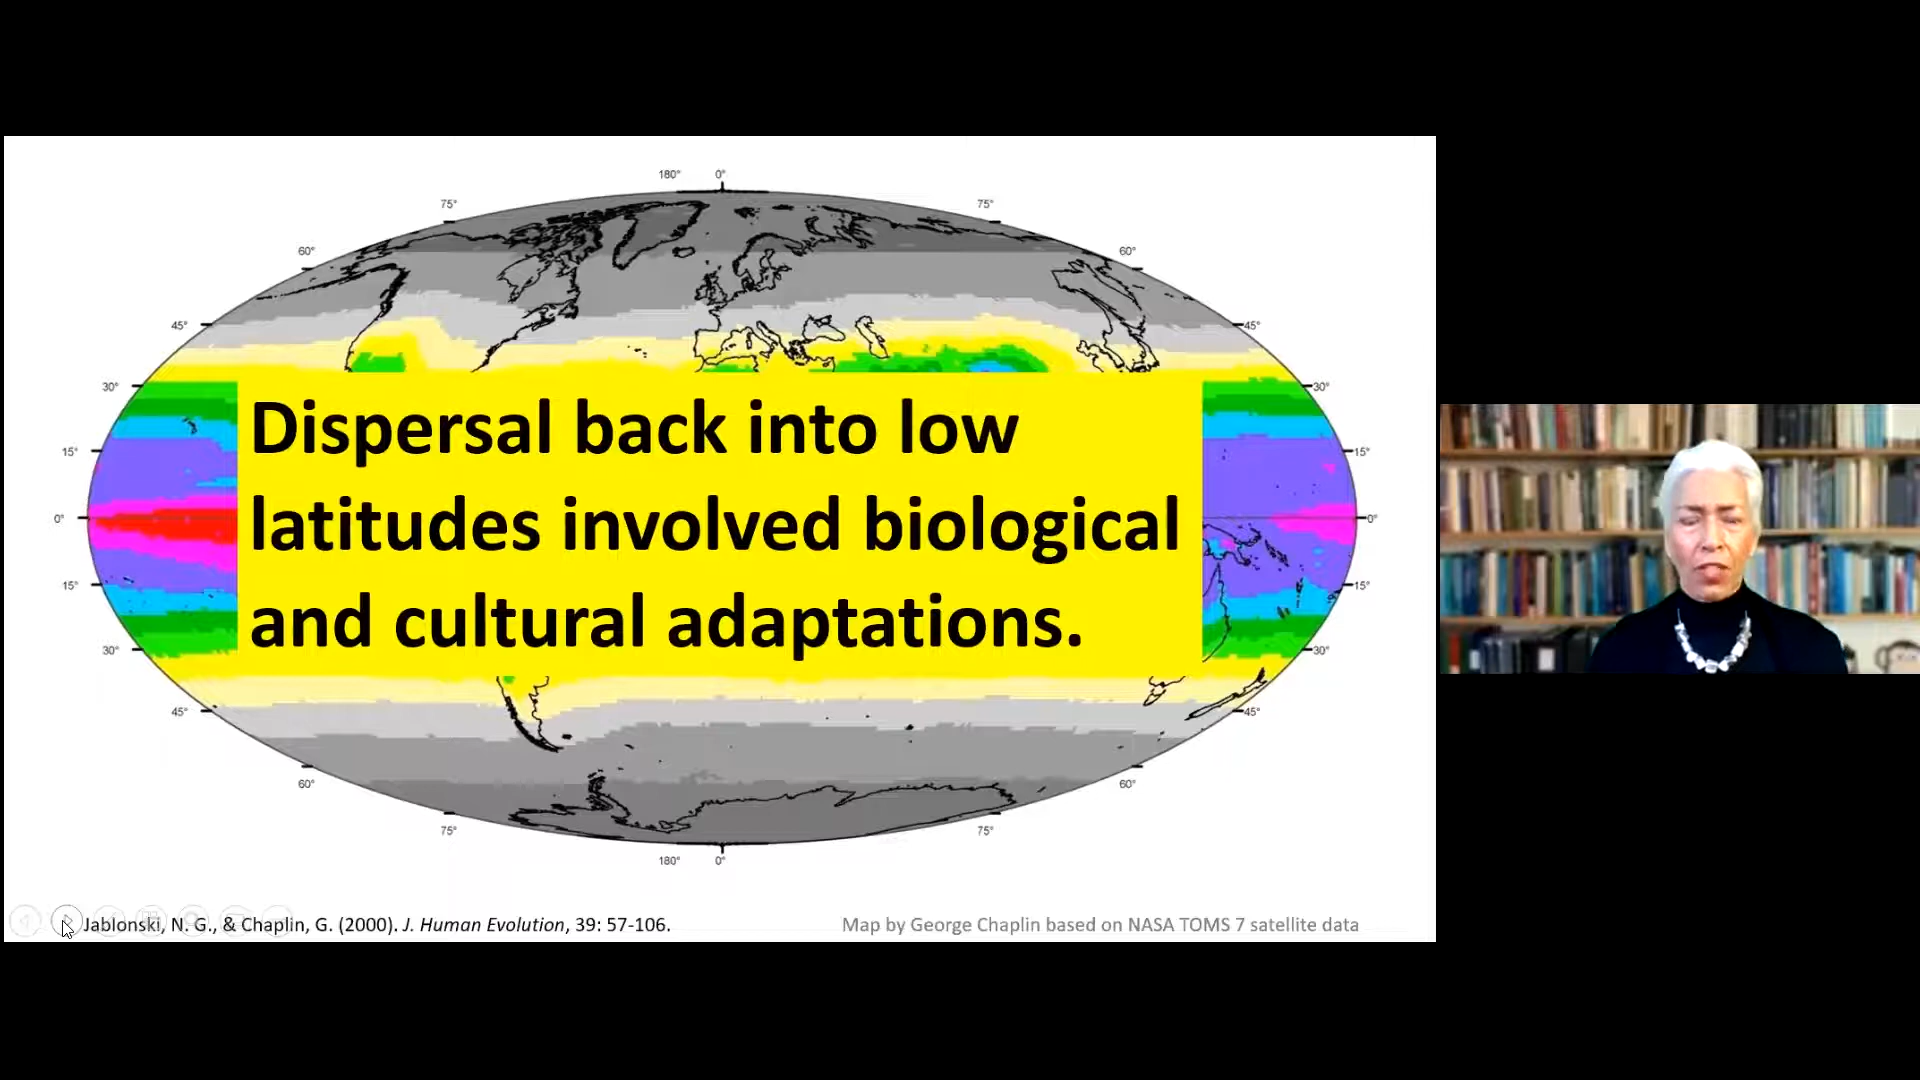 180° 0°
75° 75°
60° 60°
45° 45°
30° 30°
Dispersal back into low
15° 15°
latitudes involved biological
0° 0°
15° 15°
and cultural adaptations.
30° 30°
45° 45°
60° 60°
75° 75°
180° 0°
Jablonski, N. G., & Chaplin, G. (2000). J. Human Evolution, 39: 57-106.
Map by George Chaplin based on NASA TOMS 7 satellite data